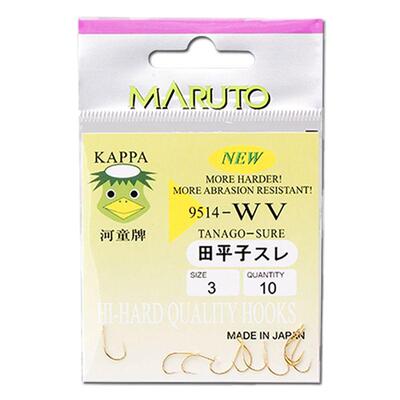 MARUTO
KAPPA
河童牌
NEW
MORE HARDER!
MORE ABRASION RESISTANT!
9514-WV
TANAGO-SURE
田平子スレ
SIZE
3
QUANTITY
10
HI-HARD QUALITY HOOKS
MADE IN JAPAN